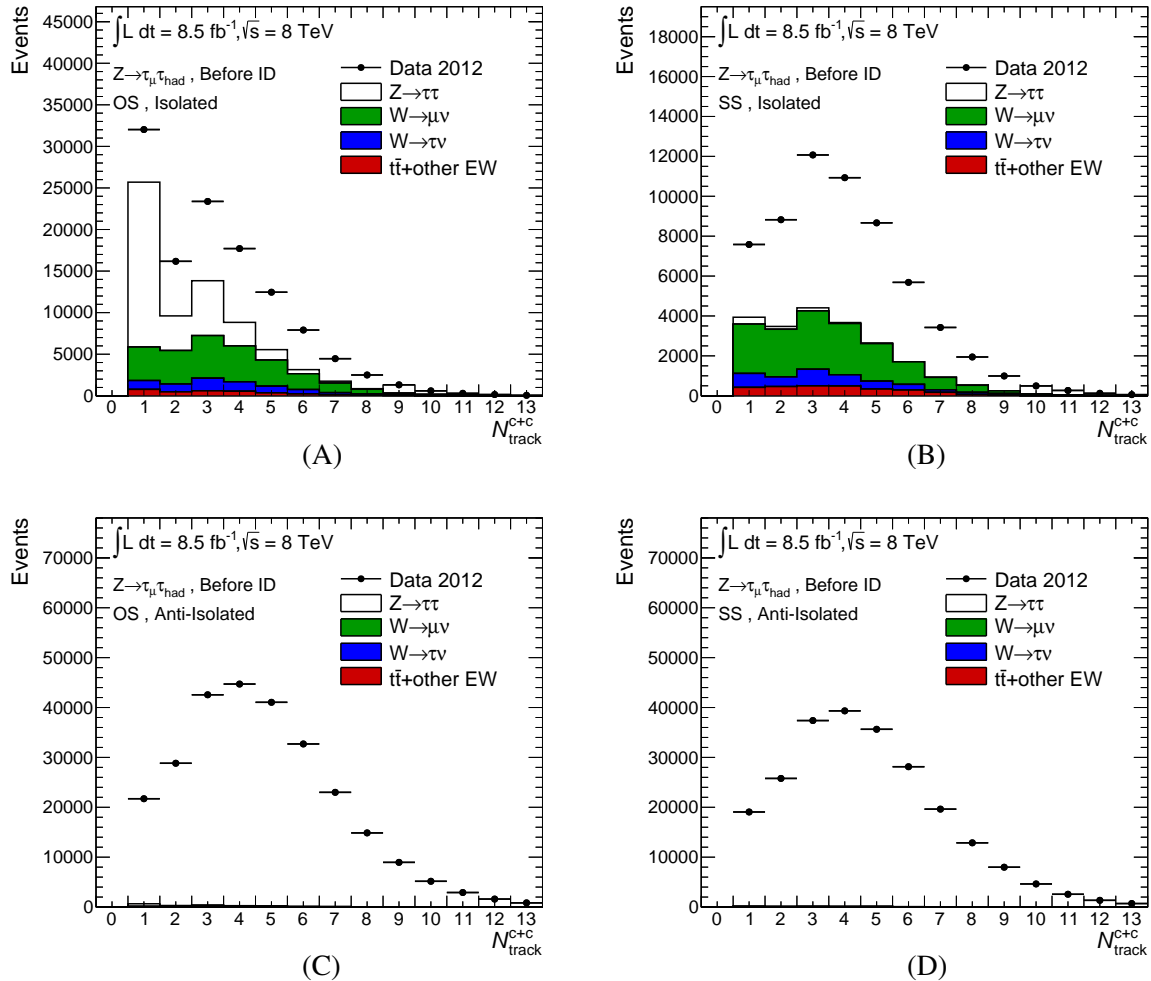 Events
45000
40000
35000
30000
25000
20000
15000
10000
5000
0
∫L dt = 8.5 fb⁻¹,√s = 8 TeV
Z→τμτhad , Before ID
OS , Isolated
Data 2012
Z→ττ
W→μν
W→τν
tt̄+other EW
0 1 2 3 4 5 6 7 8 9 10 11 12 13
N^{c+c}_{track}
(A)
Events
18000
16000
14000
12000
10000
8000
6000
4000
2000
0
∫L dt = 8.5 fb⁻¹,√s = 8 TeV
Z→τμτhad , Before ID
SS , Isolated
Data 2012
Z→ττ
W→μν
W→τν
tt̄+other EW
0 1 2 3 4 5 6 7 8 9 10 11 12 13
N^{c+c}_{track}
(B)
Events
70000
60000
50000
40000
30000
20000
10000
0
∫L dt = 8.5 fb⁻¹,√s = 8 TeV
Z→τμτhad , Before ID
OS , Anti-Isolated
Data 2012
Z→ττ
W→μν
W→τν
tt̄+other EW
0 1 2 3 4 5 6 7 8 9 10 11 12 13
N^{c+c}_{track}
(C)
Events
70000
60000
50000
40000
30000
20000
10000
0
∫L dt = 8.5 fb⁻¹,√s = 8 TeV
Z→τμτhad , Before ID
SS , Anti-Isolated
Data 2012
Z→ττ
W→μν
W→τν
tt̄+other EW
0 1 2 3 4 5 6 7 8 9 10 11 12 13
N^{c+c}_{track}
(D)